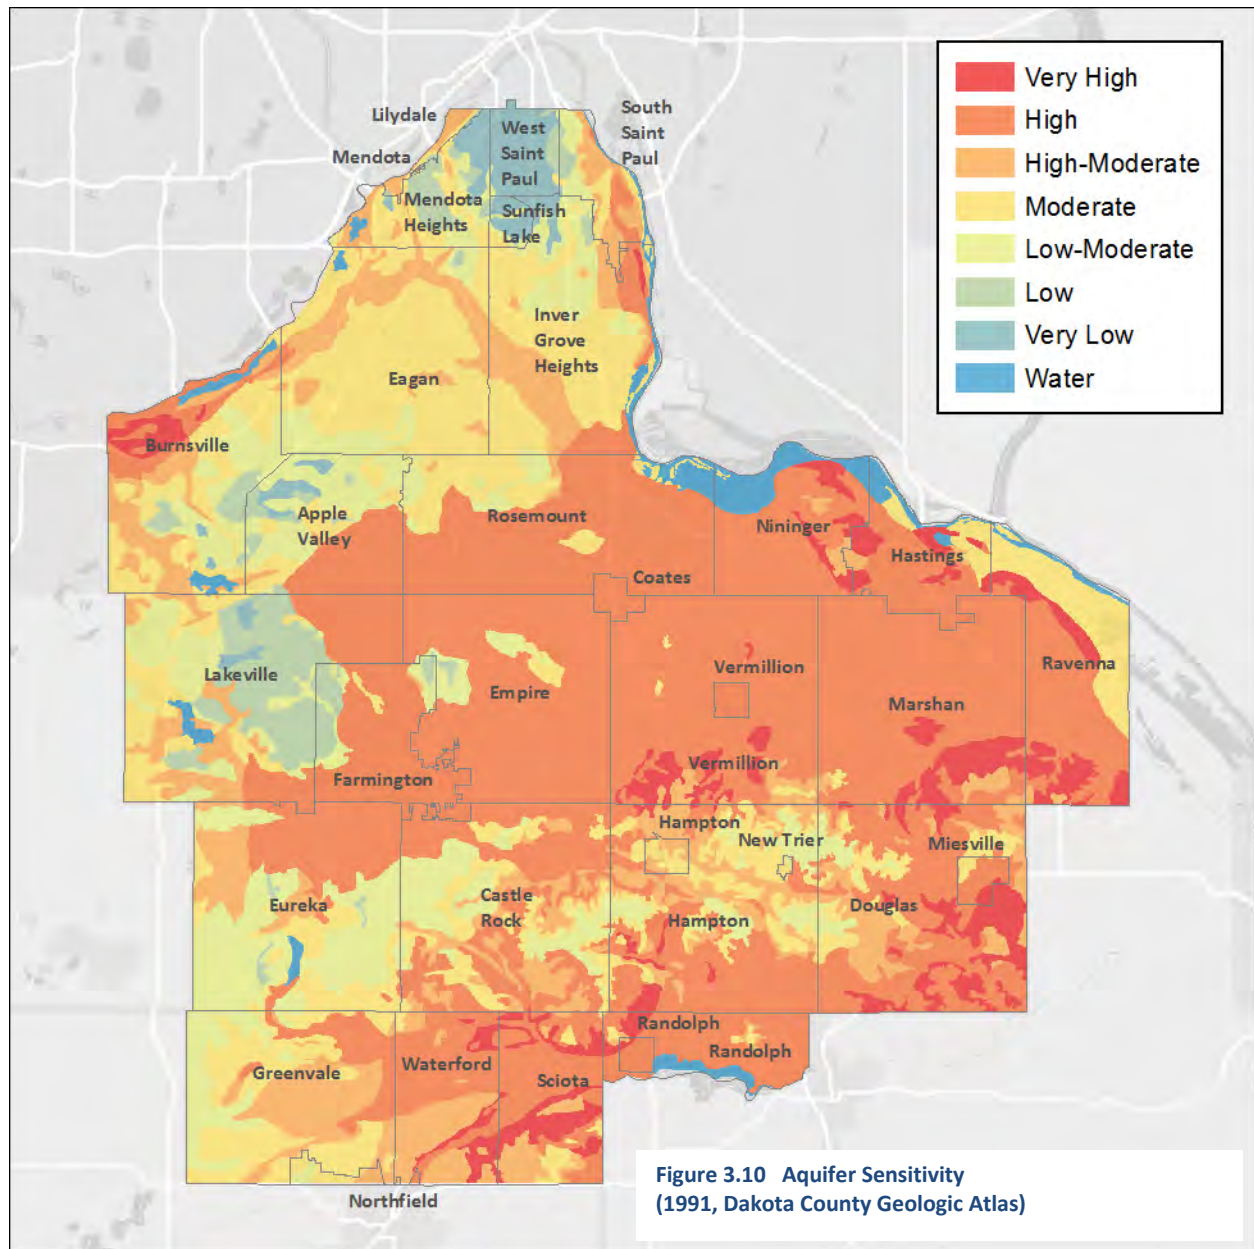 Very High
High
High-Moderate
Moderate
Low-Moderate
Low
Very Low
Water
Lilydale
South
Saint
Paul
West
Saint
Paul
Mendota
Mendota
Heights
Sunfish
Lake
Inver
Grove
Heights
Eagan
Burnsville
Apple
Valley
Rosemount
Nininger
Hastings
Coates
Lakeville
Empire
Vermillion
Ravenna
Marshan
Farmington
Vermillion
Hampton
New Trier
Miesville
Eureka
Castle
Rock
Hampton
Douglas
Randolph
Randolph
Greenvale
Waterford
Sciota
Northfield
Figure 3.10 Aquifer Sensitivity
(1991, Dakota County Geologic Atlas)